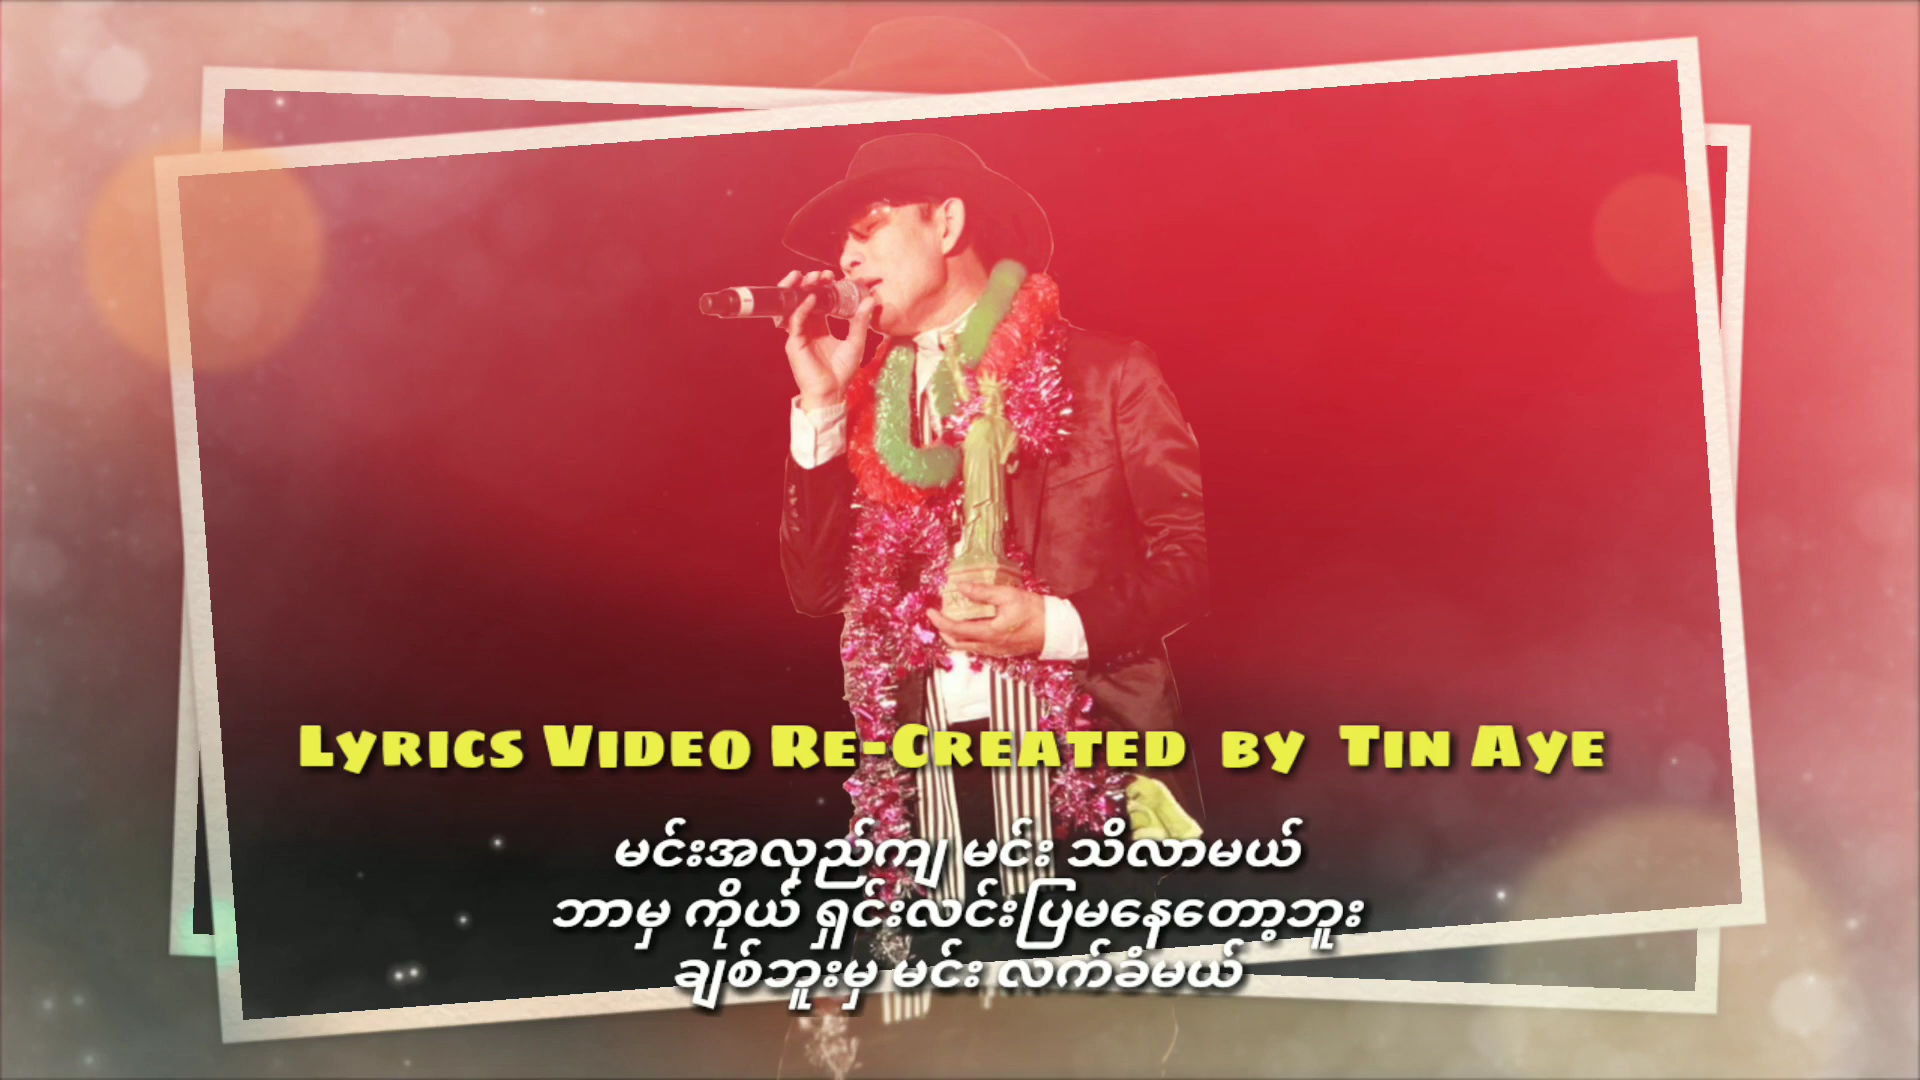 Lyrics Video Re-Created by Tin Aye
မင်းအလှည်ကျ မင်း သိလာမယ်
ဘာမှ ကိုယ် ရှင်းလင်းပြမနေတော့ဘူး
ချစ်ဘူးမှ မင်း လက်ခံမယ်